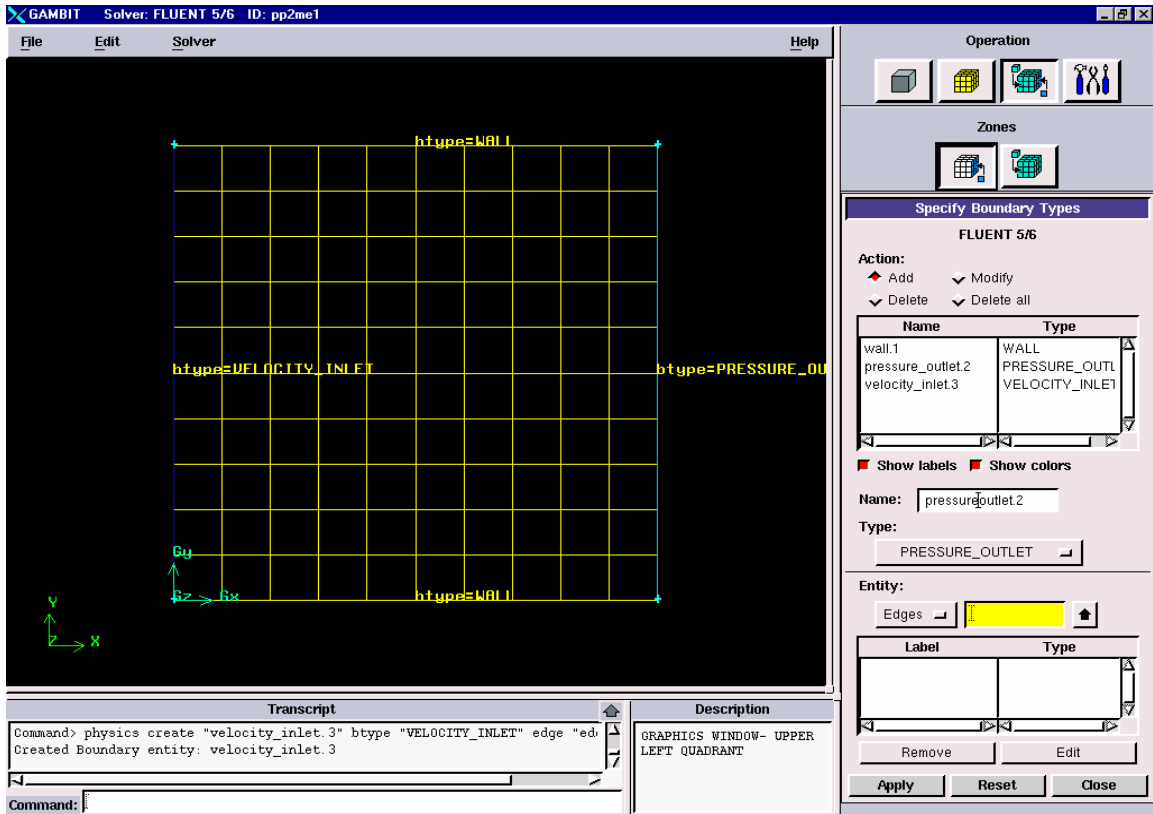 GAMBIT Solver: FLUENT 5/6 ID: pp2me1
File Edit Solver Help
btype=WALL
btype=VELOCITY_INLET
btype=PRESSURE_OU
Gy
Gz Gx
btype=WALL
Y
Z X
Operation
Zones
Specify Boundary Types
FLUENT 5/6
Action:
Add Modify
Delete Delete all
Name Type
wall.1 WALL
pressure_outlet.2 PRESSURE_OUTL
velocity_inlet.3 VELOCITY_INLET
Show labels Show colors
Name: pressure_outlet.2
Type:
PRESSURE_OUTLET
Entity:
Edges
Label Type
Remove Edit
Apply Reset Close
Transcript
Command> physics create "velocity_inlet.3" btype "VELOCITY_INLET" edge "ed
Created Boundary entity: velocity_inlet.3
Command:
Description
GRAPHICS WINDOW- UPPER
LEFT QUADRANT